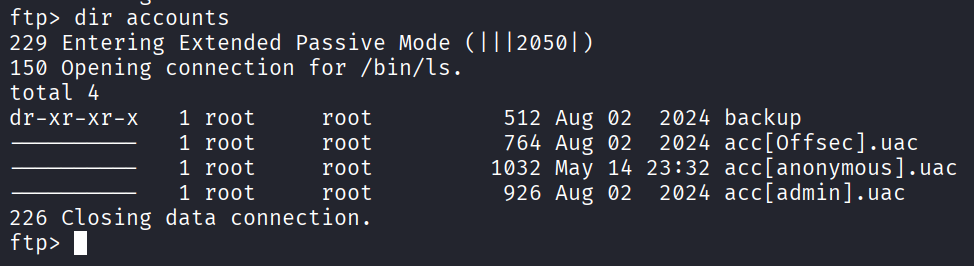 ftp> dir accounts
229 Entering Extended Passive Mode (|||2050|)
150 Opening connection for /bin/ls.
total 4
dr-xr-xr-x   1 root     root          512 Aug 02  2024 backup
----------   1 root     root          764 Aug 02  2024 acc[Offsec].uac
----------   1 root     root         1032 May 14 23:32 acc[anonymous].uac
----------   1 root     root          926 Aug 02  2024 acc[admin].uac
226 Closing data connection.
ftp>